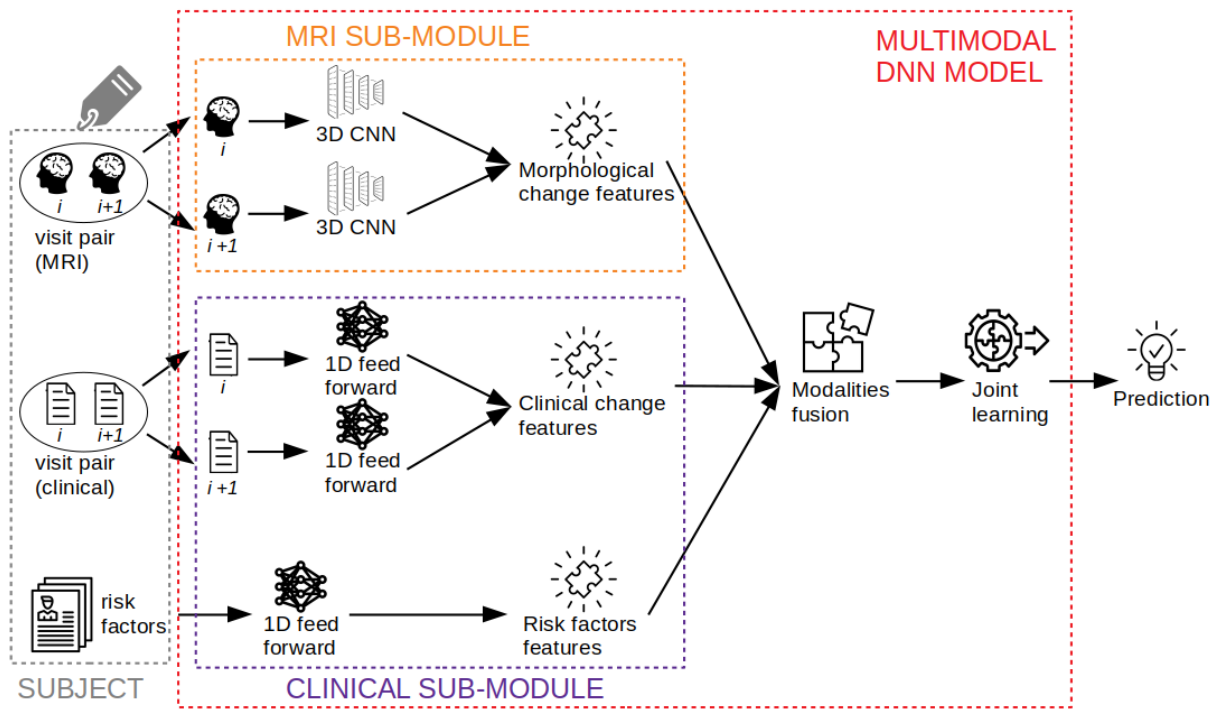 MRI SUB-MODULE
MULTIMODAL
DNN MODEL
i
3D CNN
i +1
3D CNN
Morphological
change features
i
i+1
visit pair
(MRI)
i
1D feed
forward
i +1
1D feed
forward
Clinical change
features
i
i+1
visit pair
(clinical)
Modalities
fusion
Joint
learning
Prediction
risk
factors
1D feed
forward
Risk factors
features
SUBJECT
CLINICAL SUB-MODULE